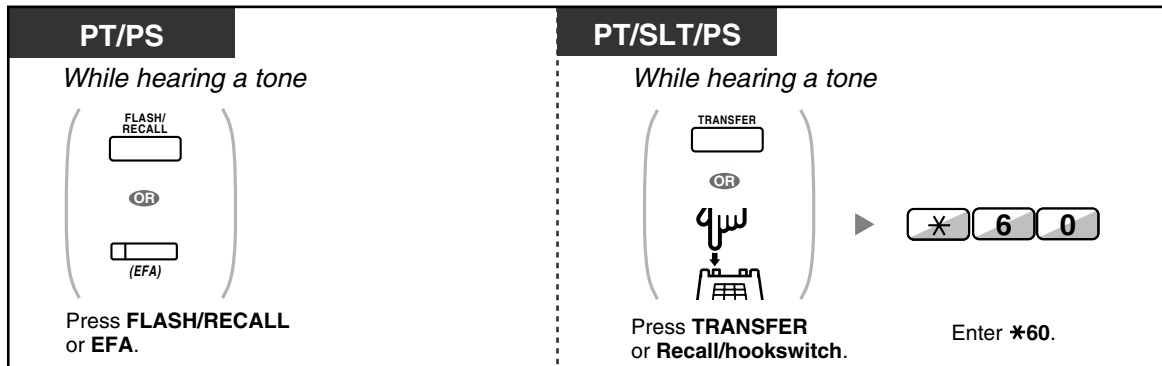 PT/PS
While hearing a tone
FLASH/
RECALL
OR
(EFA)
Press FLASH/RECALL
or EFA.
PT/SLT/PS
While hearing a tone
TRANSFER
OR
Press TRANSFER
or Recall/hookswitch.
✱ 6 0
Enter ✱60.